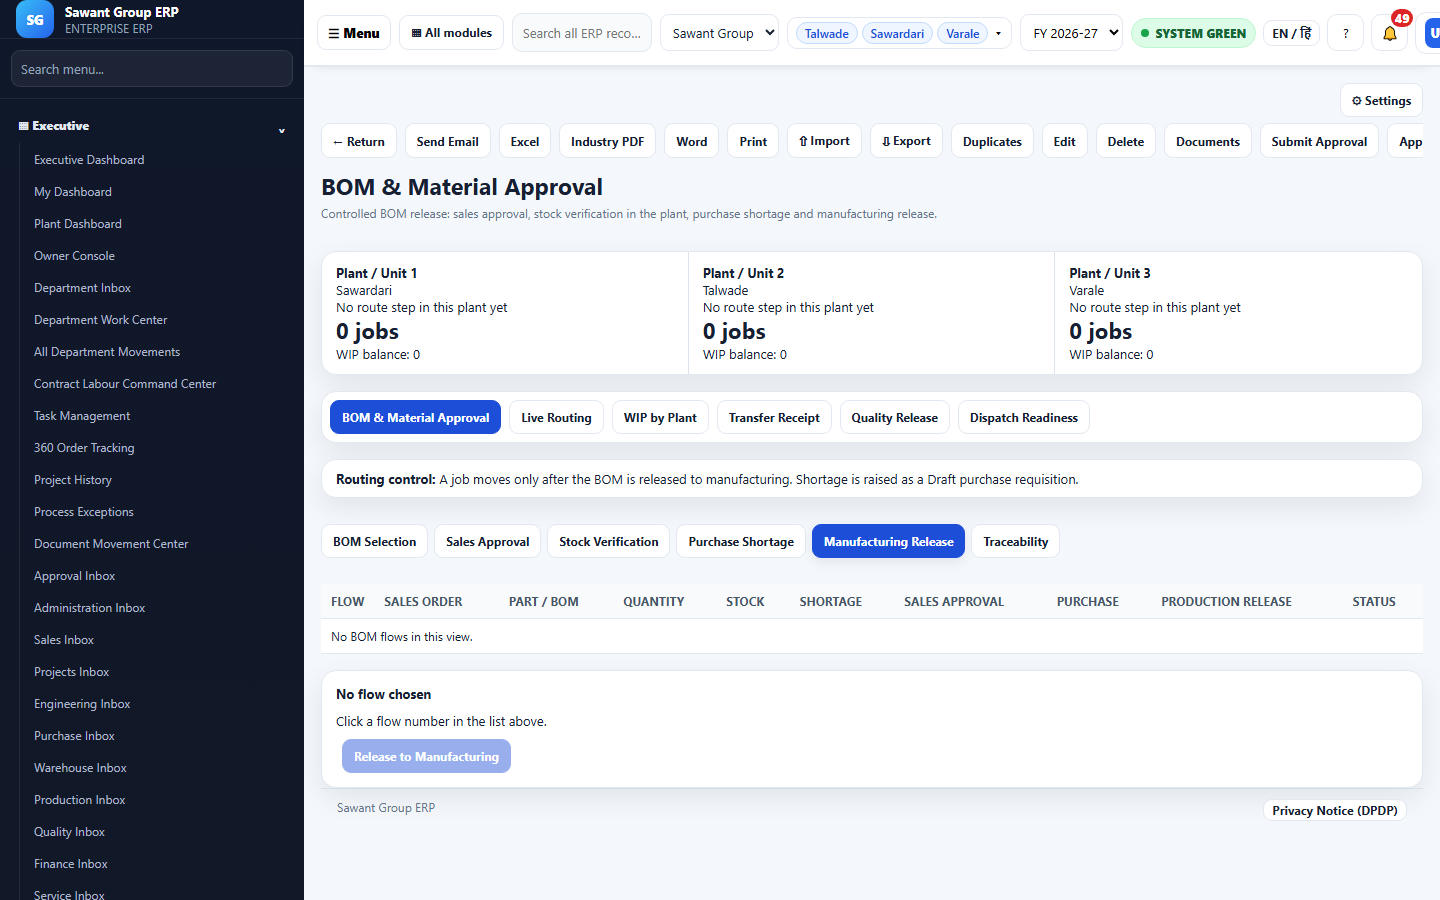 SG
Sawant Group ERP
ENTERPRISE ERP
Search menu...
Executive
Executive Dashboard
My Dashboard
Plant Dashboard
Owner Console
Department Inbox
Department Work Center
All Department Movements
Contract Labour Command Center
Task Management
360 Order Tracking
Project History
Process Exceptions
Document Movement Center
Approval Inbox
Administration Inbox
Sales Inbox
Projects Inbox
Engineering Inbox
Purchase Inbox
Warehouse Inbox
Production Inbox
Quality Inbox
Finance Inbox
Service Inbox
☰ Menu
All modules
Search all ERP reco...
Sawant Group
Talwade Sawardari Varale
FY 2026-27
SYSTEM GREEN
EN / हिं
?
49
U
⚙ Settings
← Return
Send Email
Excel
Industry PDF
Word
Print
⇧ Import
⇩ Export
Duplicates
Edit
Delete
Documents
Submit Approval
App
BOM & Material Approval
Controlled BOM release: sales approval, stock verification in the plant, purchase shortage and manufacturing release.
Plant / Unit 1
Sawardari
No route step in this plant yet
0 jobs
WIP balance: 0
Plant / Unit 2
Talwade
No route step in this plant yet
0 jobs
WIP balance: 0
Plant / Unit 3
Varale
No route step in this plant yet
0 jobs
WIP balance: 0
BOM & Material Approval
Live Routing
WIP by Plant
Transfer Receipt
Quality Release
Dispatch Readiness
Routing control: A job moves only after the BOM is released to manufacturing. Shortage is raised as a Draft purchase requisition.
BOM Selection
Sales Approval
Stock Verification
Purchase Shortage
Manufacturing Release
Traceability
FLOW SALES ORDER PART / BOM QUANTITY STOCK SHORTAGE SALES APPROVAL PURCHASE PRODUCTION RELEASE STATUS
No BOM flows in this view.
No flow chosen
Click a flow number in the list above.
Release to Manufacturing
Sawant Group ERP
Privacy Notice (DPDP)